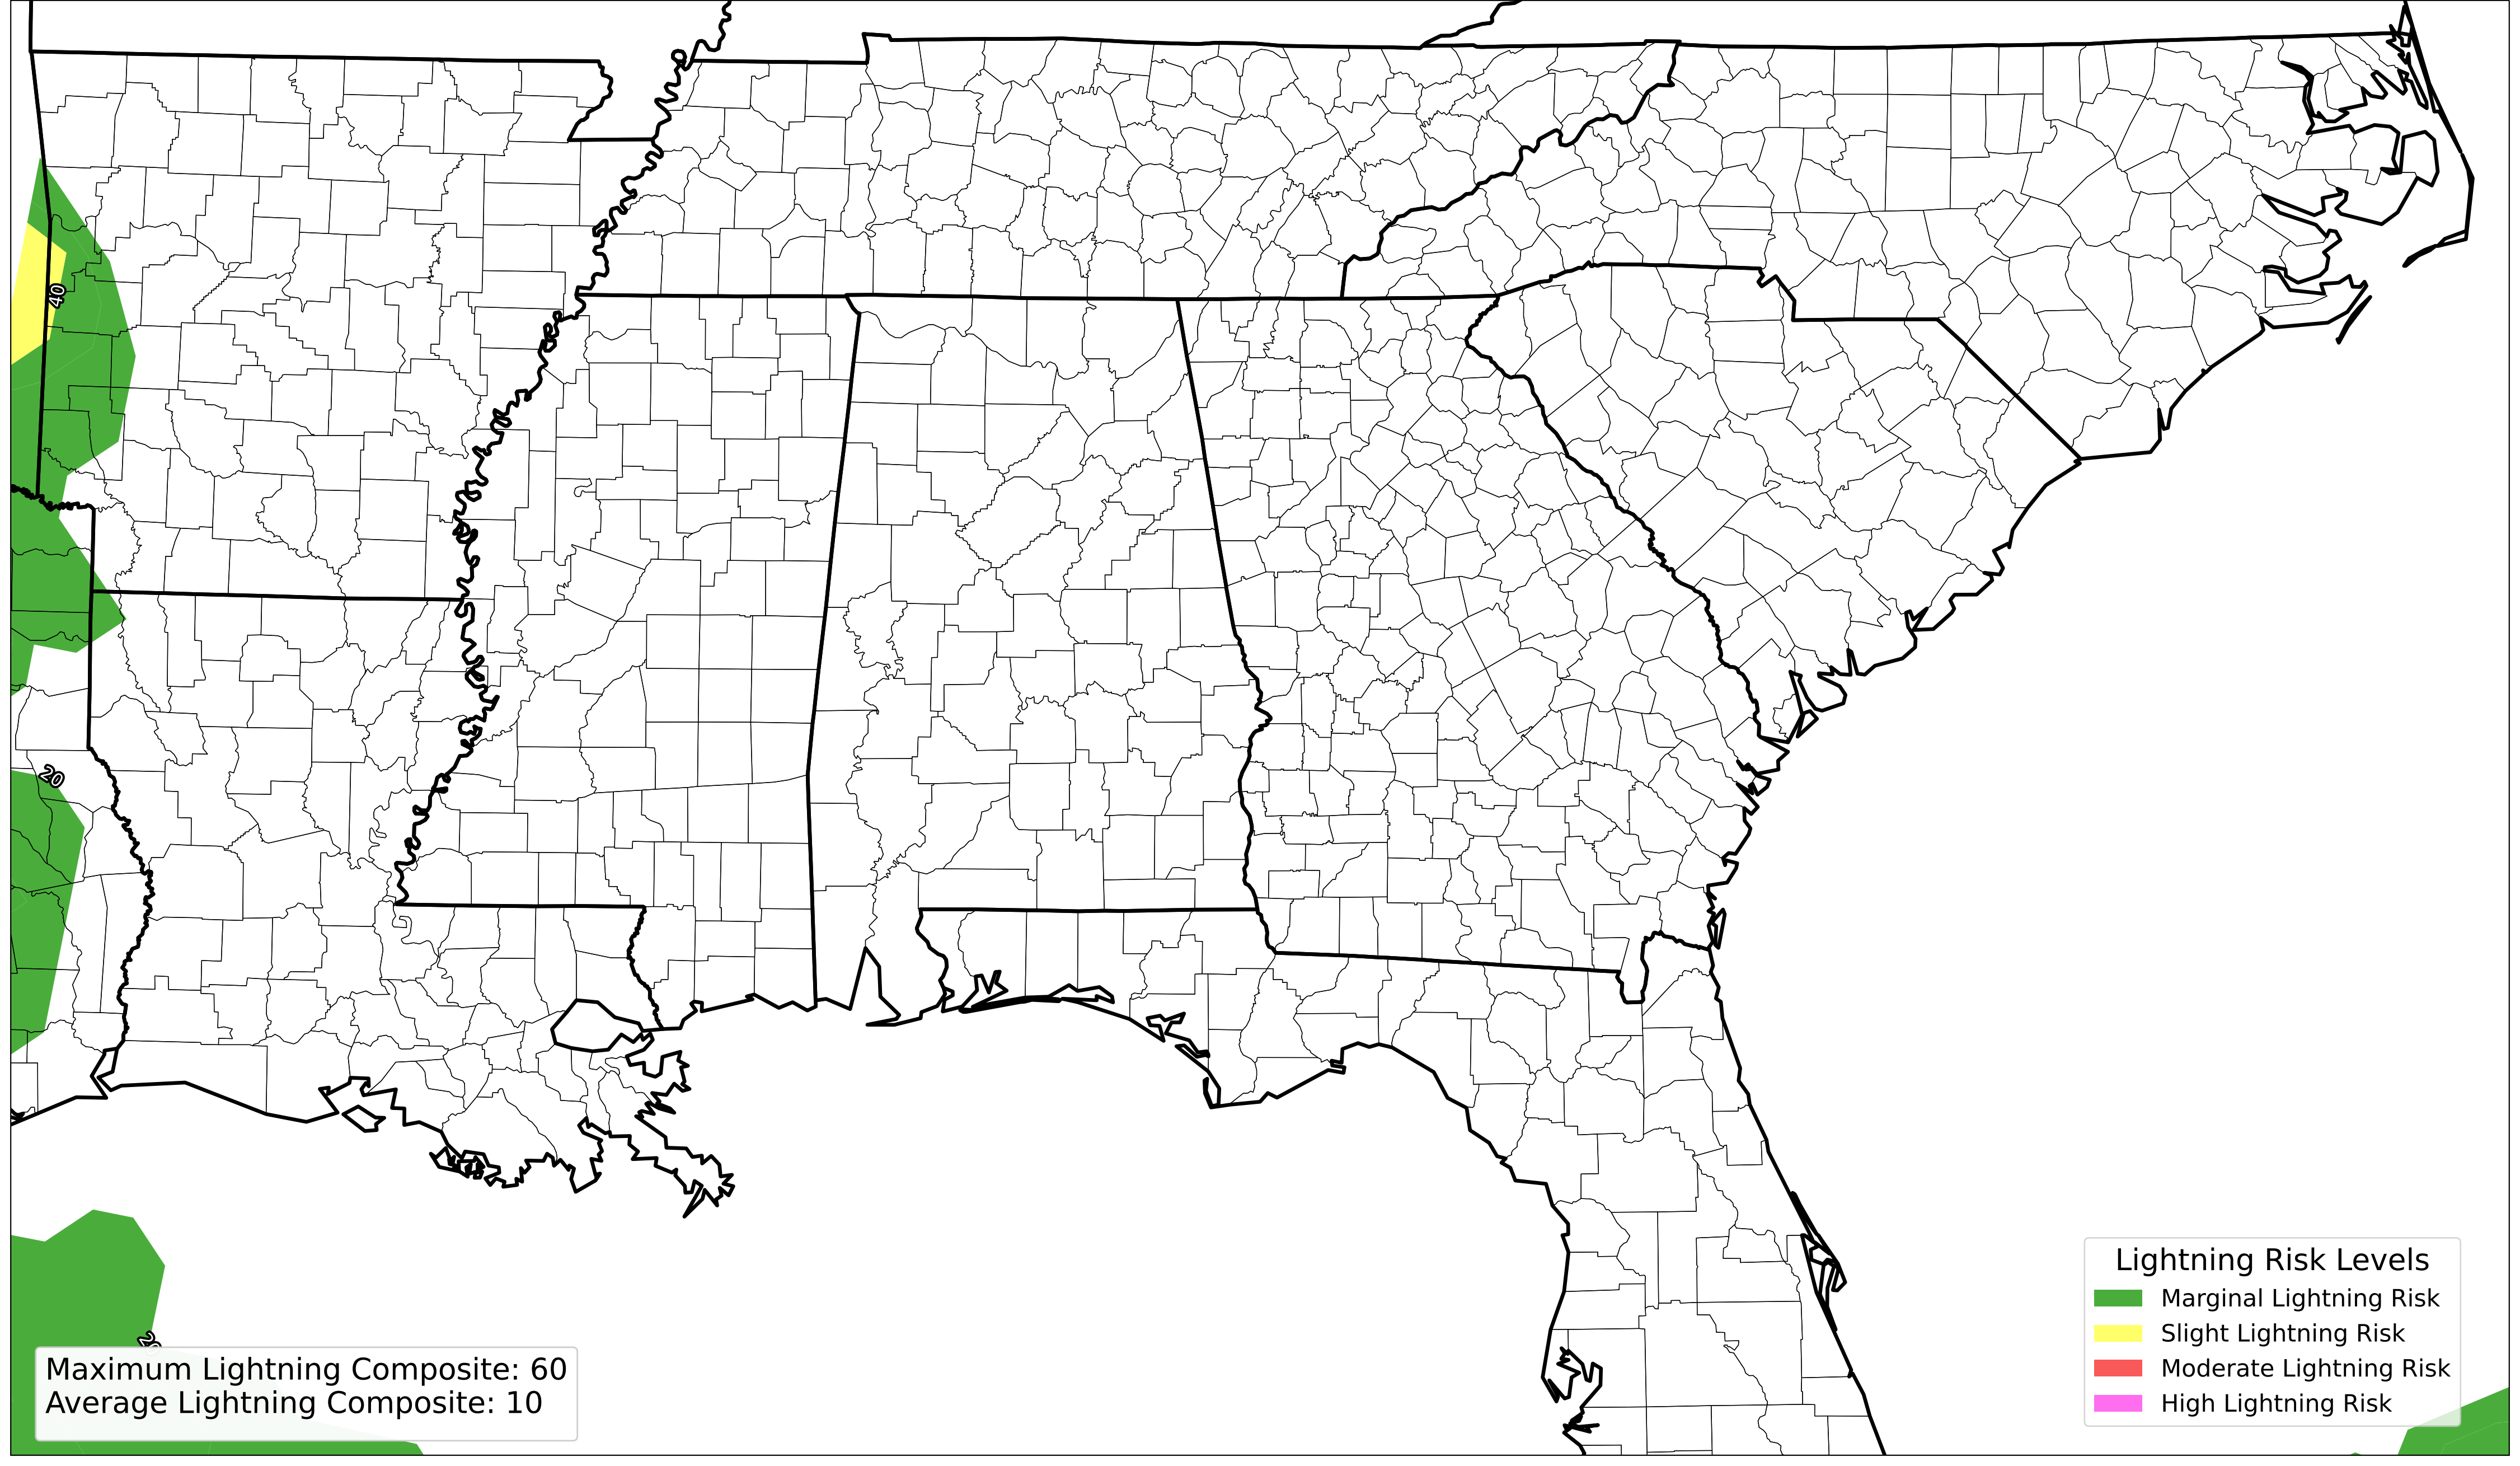 40
20
Maximum Lightning Composite: 60
Average Lightning Composite: 10
Lightning Risk Levels
Marginal Lightning Risk
Slight Lightning Risk
Moderate Lightning Risk
High Lightning Risk